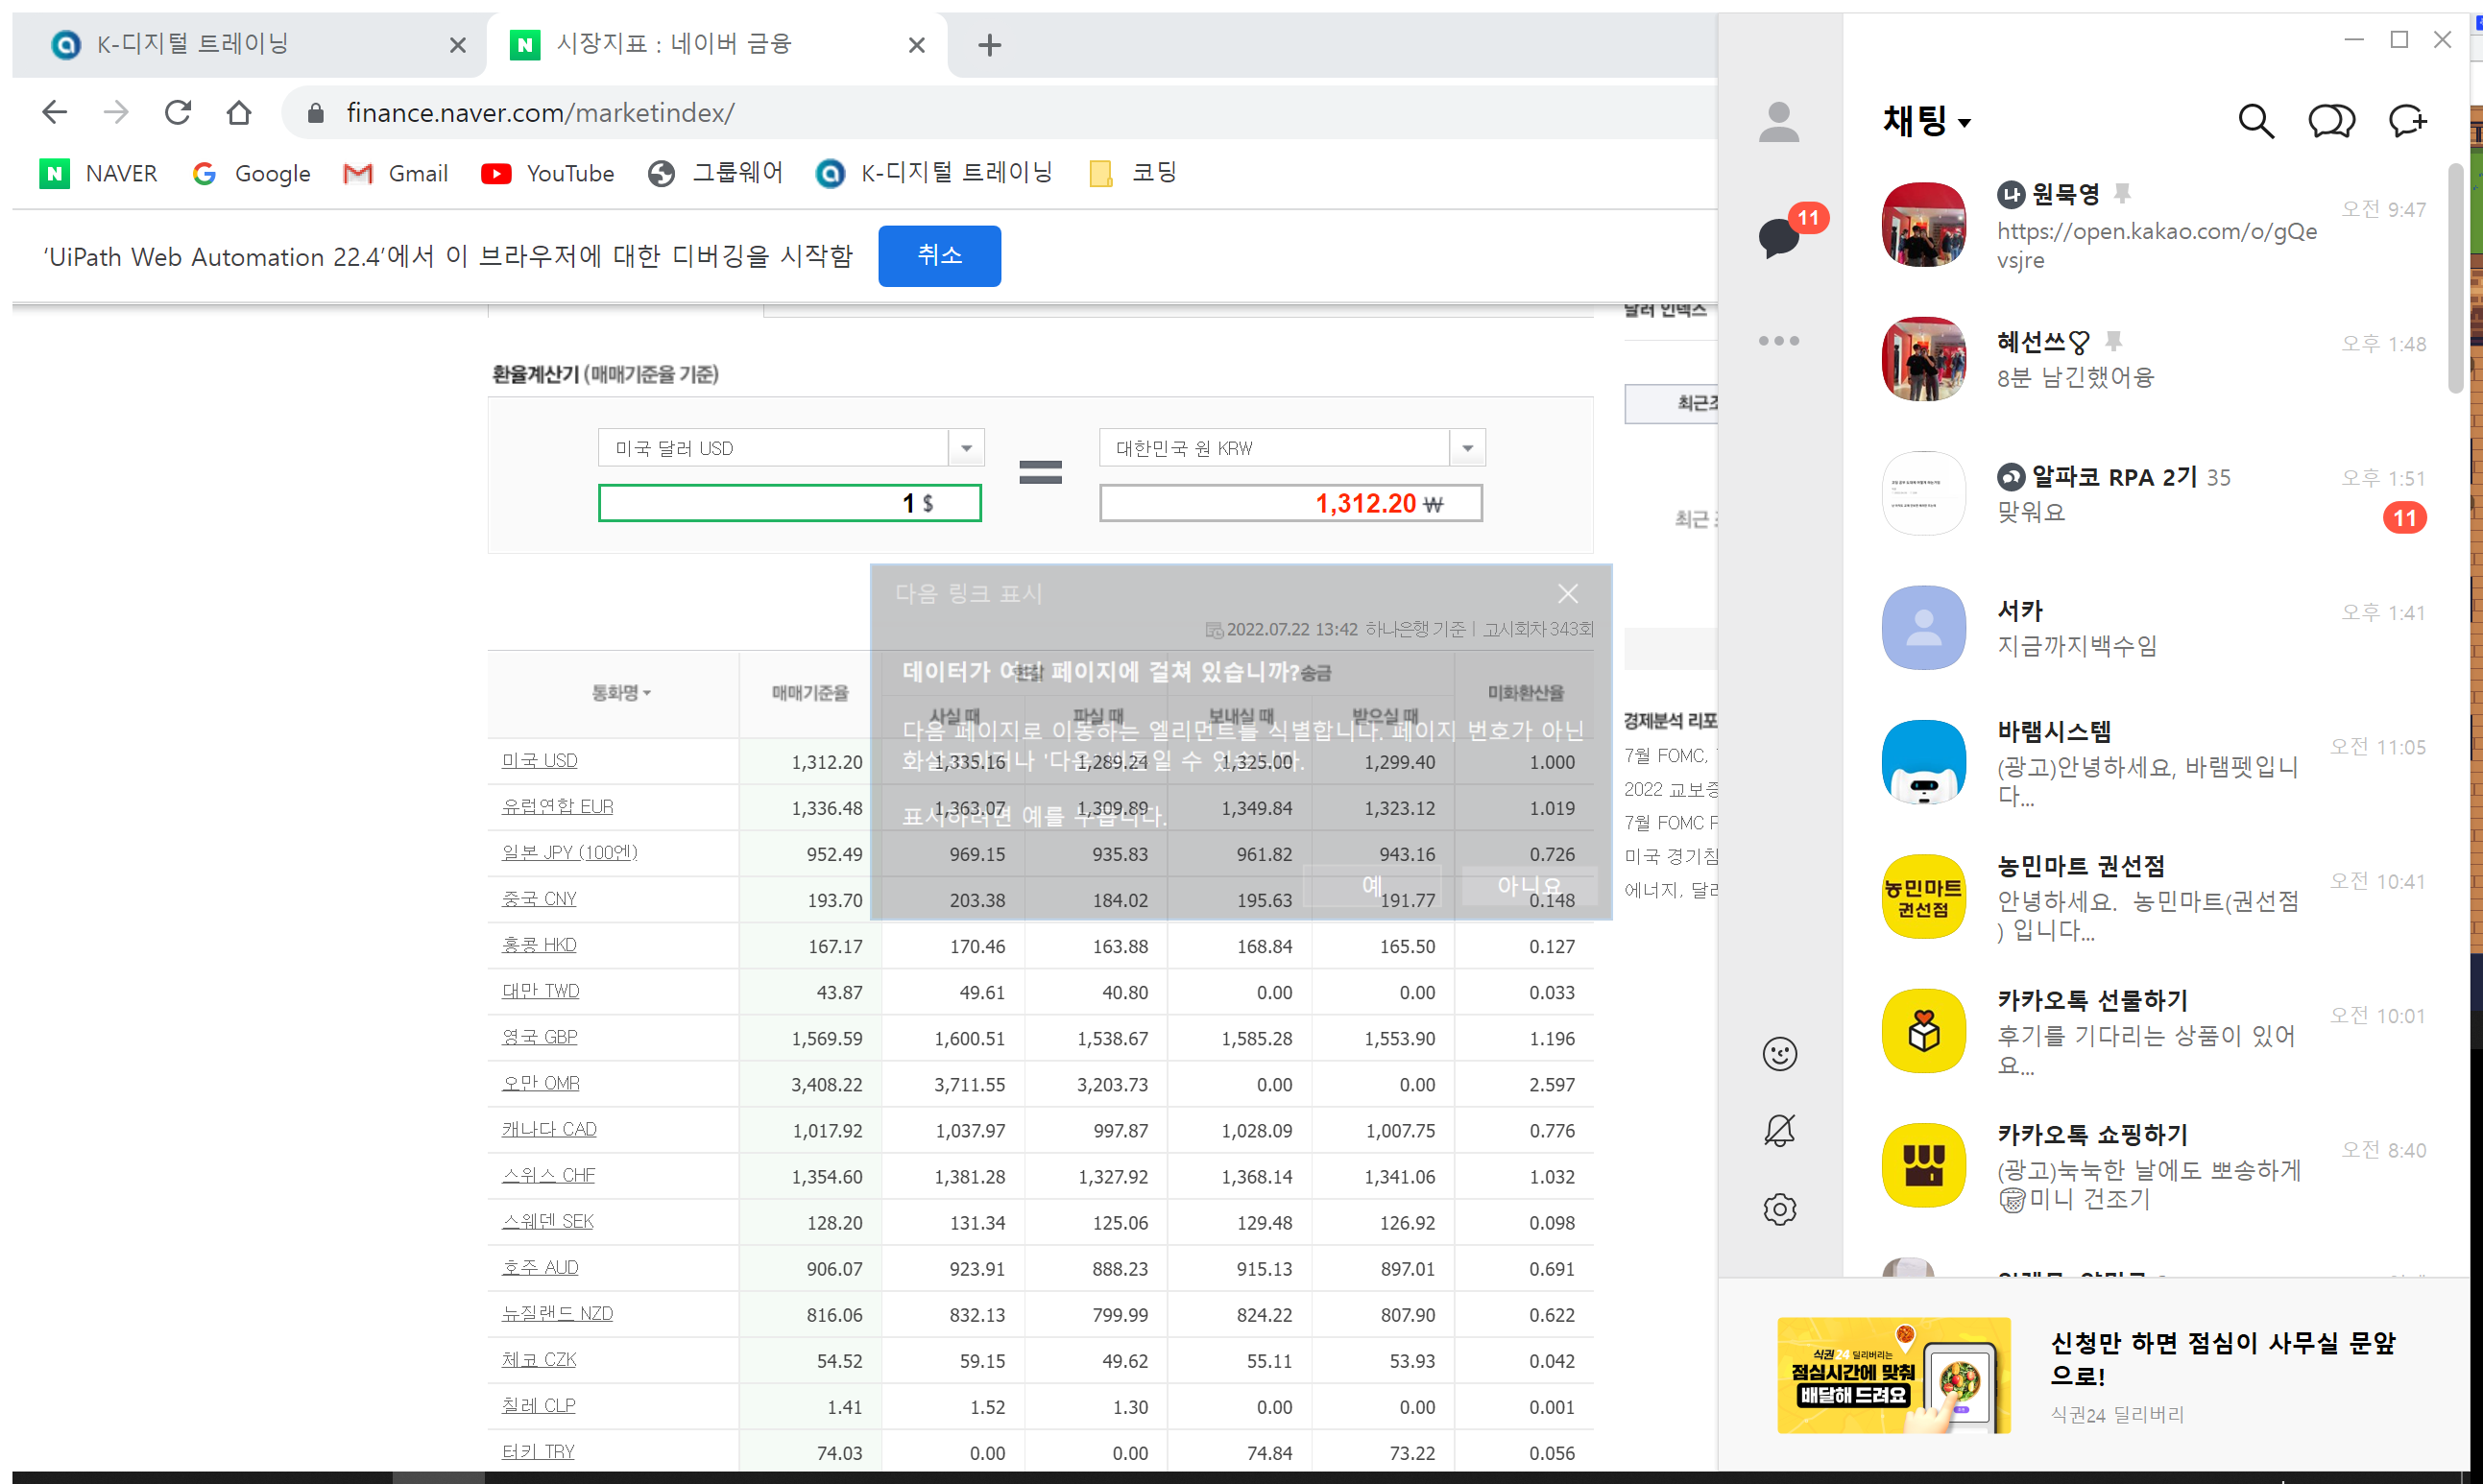 K-디지털 트레이닝
시장지표 : 네이버 금융
finance.naver.com/marketindex/
NAVER Google Gmail YouTube 그룹웨어 K-디지털 트레이닝 코딩
'UiPath Web Automation 22.4'에서 이 브라우저에 대한 디버깅을 시작함 취소
달러 인덱스
환율계산기 (매매기준율 기준)
미국 달러 USD 대한민국 원 KRW
1 $ = 1,312.20 ₩
최근
최근
다음 링크 표시
2022.07.22 13:42 하나은행 기준 | 고시회차 343회
데이터가 여러 페이지에 걸쳐 있습니까?
다음 페이지로 이동하는 엘리먼트를 식별합니다. 페이지 번호가 아닌
화살표이거나 '다음' 버튼일 수 있습니다.
표시하려면 예를 누릅니다.
예 아니요
통화명 매매기준율 현찰 송금 미화환산율
사실 때 파실 때 보내실 때 받으실 때
미국 USD 1,312.20 1,335.16 1,289.24 1,325.00 1,299.40 1.000
유럽연합 EUR 1,336.48 1,363.07 1,309.89 1,349.84 1,323.12 1.019
일본 JPY (100엔) 952.49 969.15 935.83 961.82 943.16 0.726
중국 CNY 193.70 203.38 184.02 195.63 191.77 0.148
홍콩 HKD 167.17 170.46 163.88 168.84 165.50 0.127
대만 TWD 43.87 49.61 40.80 0.00 0.00 0.033
영국 GBP 1,569.59 1,600.51 1,538.67 1,585.28 1,553.90 1.196
오만 OMR 3,408.22 3,711.55 3,203.73 0.00 0.00 2.597
캐나다 CAD 1,017.92 1,037.97 997.87 1,028.09 1,007.75 0.776
스위스 CHF 1,354.60 1,381.28 1,327.92 1,368.14 1,341.06 1.032
스웨덴 SEK 128.20 131.34 125.06 129.48 126.92 0.098
호주 AUD 906.07 923.91 888.23 915.13 897.01 0.691
뉴질랜드 NZD 816.06 832.13 799.99 824.22 807.90 0.622
체코 CZK 54.52 59.15 49.62 55.11 53.93 0.042
칠레 CLP 1.41 1.52 1.30 0.00 0.00 0.001
터키 TRY 74.03 0.00 0.00 74.84 73.22 0.056
경제분석 리포
7월 FOMC,
2022 교보증
7월 FOMC
미국 경기침
에너지, 달러
채팅
11
나 원묵영 오전 9:47
https://open.kakao.com/o/gQe
vsjre
혜선쓰 오후 1:48
8분 남긴했어융
알파코 RPA 2기 35 오후 1:51
맞워요 11
서카 오후 1:41
지금까지백수임
바램시스템 오전 11:05
(광고)안녕하세요, 바램펫입니
다...
농민마트 권선점 오전 10:41
농민마트
권선점
안녕하세요. 농민마트(권선점
) 입니다...
카카오톡 선물하기 오전 10:01
후기를 기다리는 상품이 있어
요...
카카오톡 쇼핑하기 오전 8:40
(광고)눅눅한 날에도 뽀송하게
미니 건조기
식권24 딜리버리는
점심시간에 맞춰
배달해 드려요
신청만 하면 점심이 사무실 문앞
으로!
식권24 딜리버리